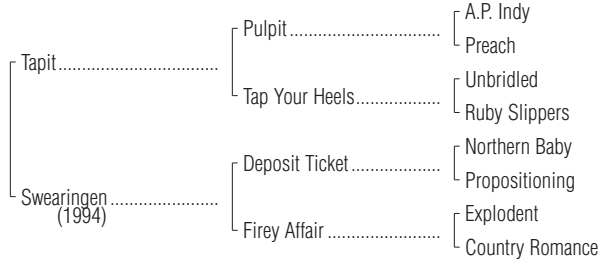 A.P. Indy
Pulpit
Preach
Tapit
Unbridled
Tap Your Heels
Ruby Slippers
Northern Baby
Deposit Ticket
Propositioning
Swearingen
(1994)
Explodent
Firey Affair
Country Romance